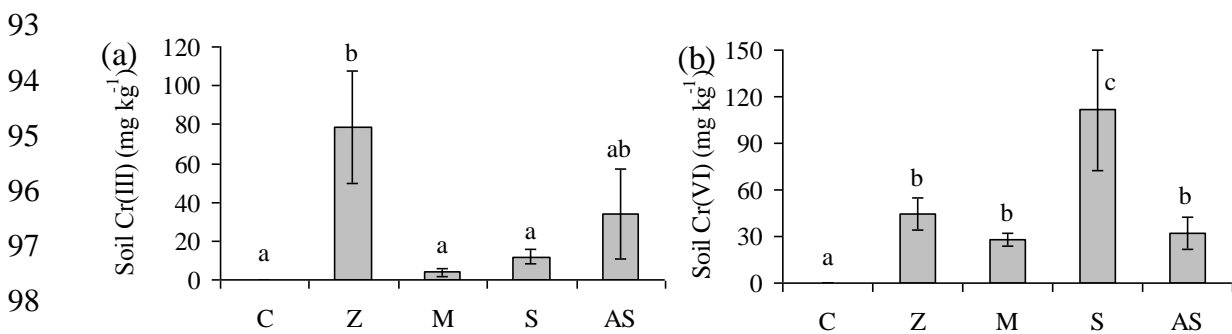 93
94
95
96
97
98
(a)
Soil Cr(III) (mg kg-1)
120
100
80
60
40
20
0
a
b
a
a
ab
C Z M S AS
(b)
Soil Cr(VI) (mg kg-1)
150
120
90
60
30
0
a
b
b
c
b
C Z M S AS